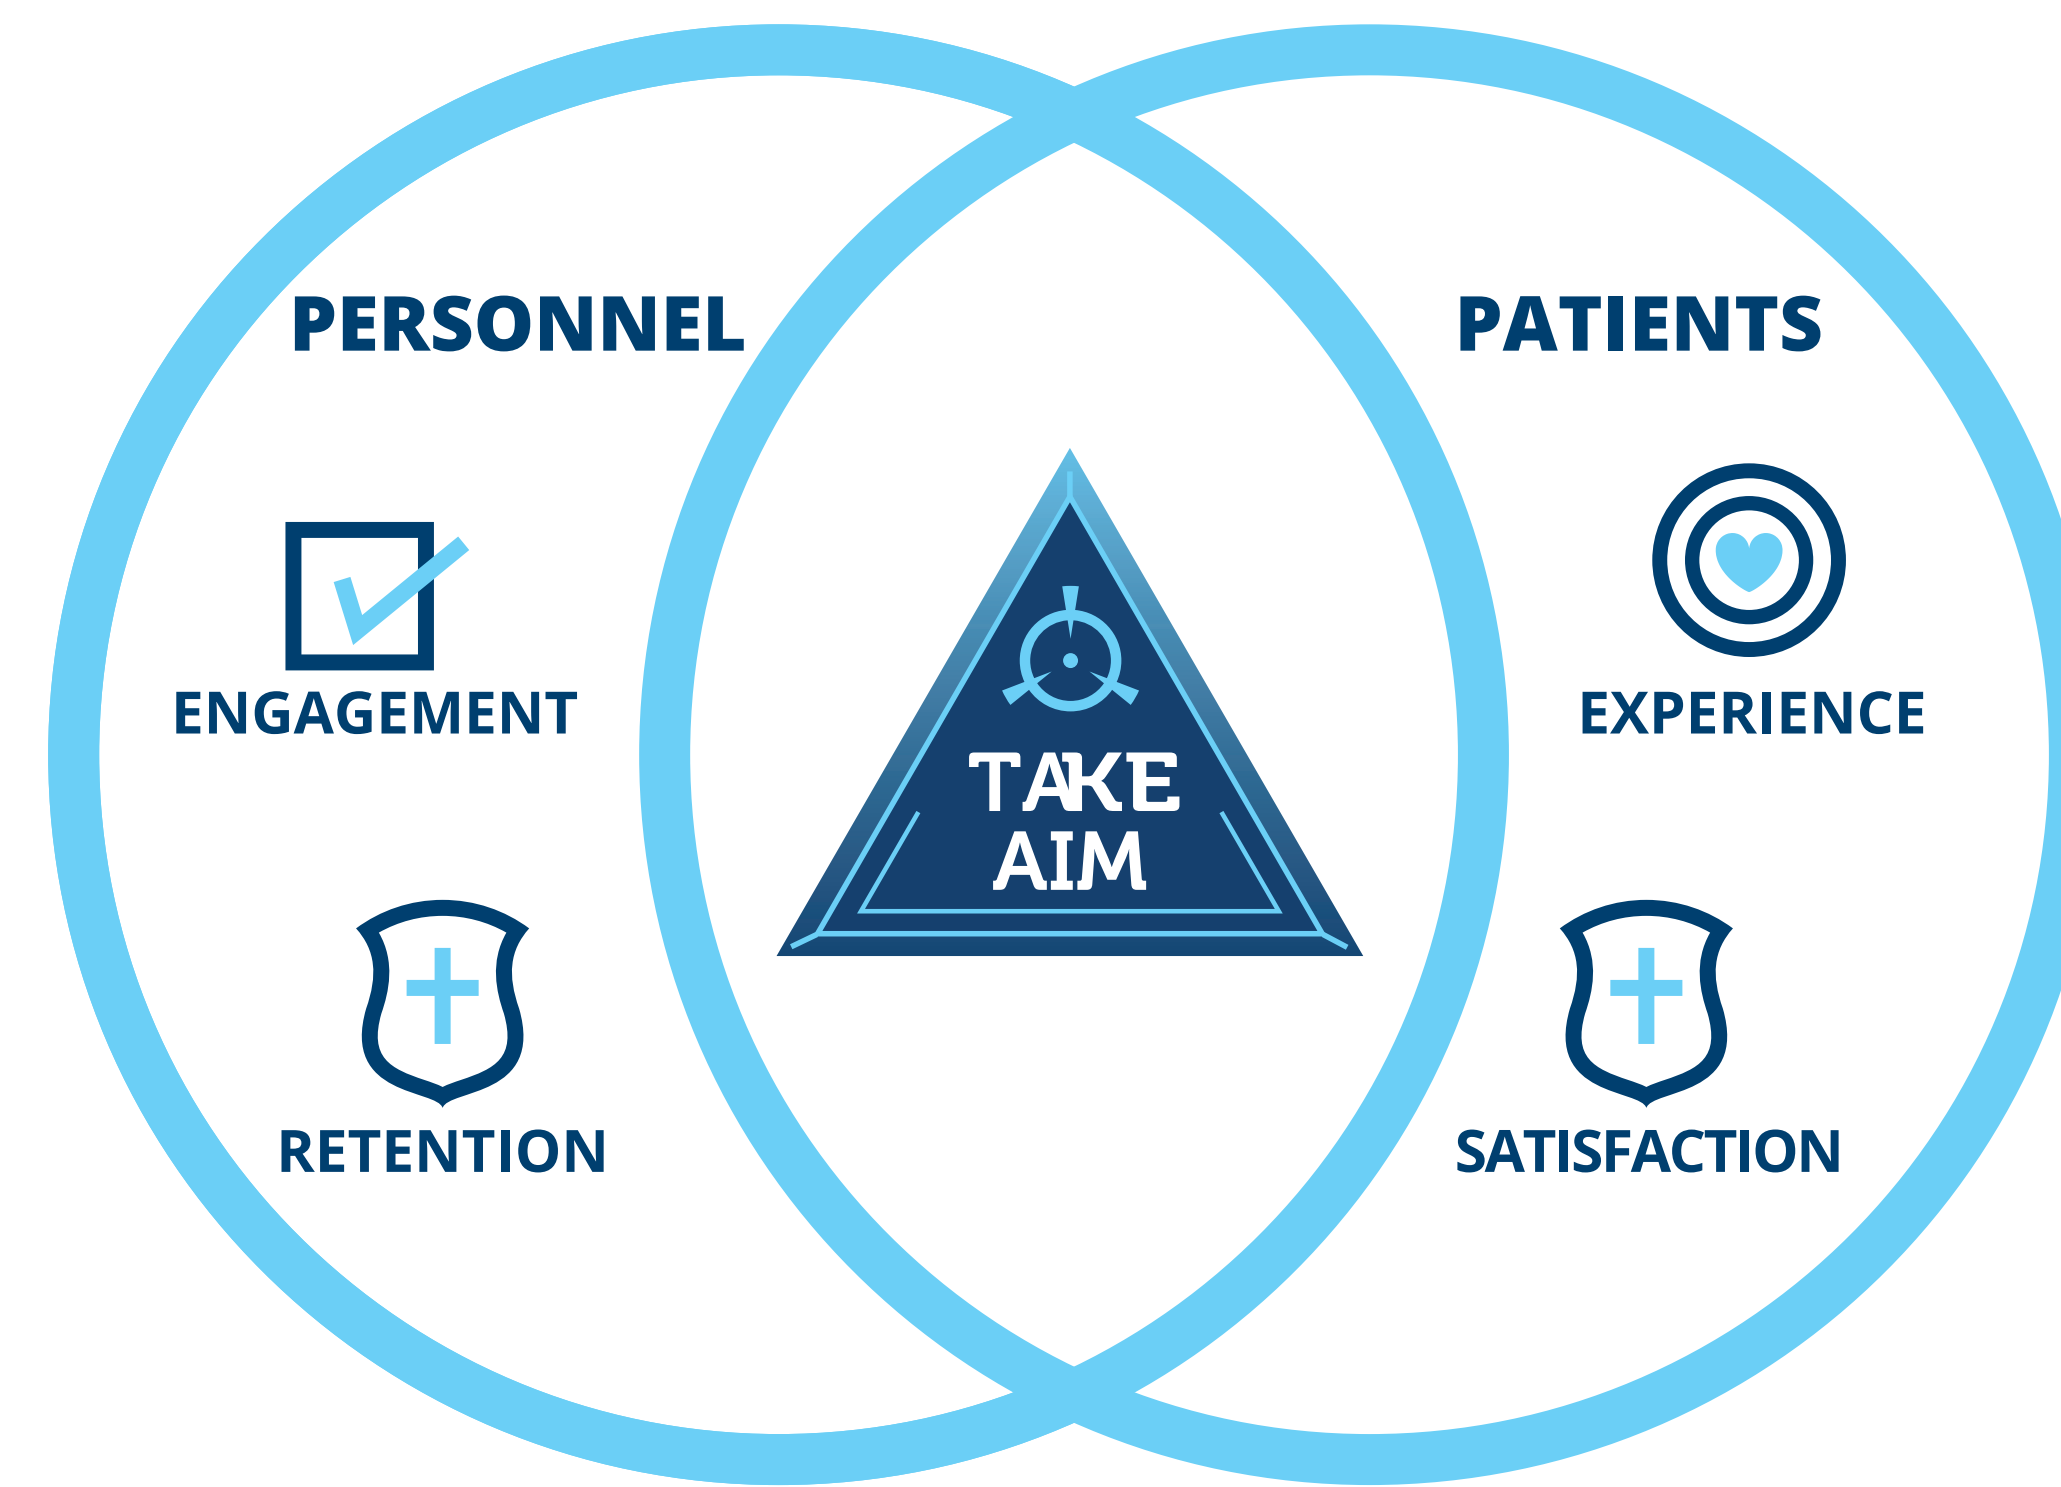 PERSONNEL
ENGAGEMENT
RETENTION
TAKE
AIM
PATIENTS
EXPERIENCE
SATISFACTION